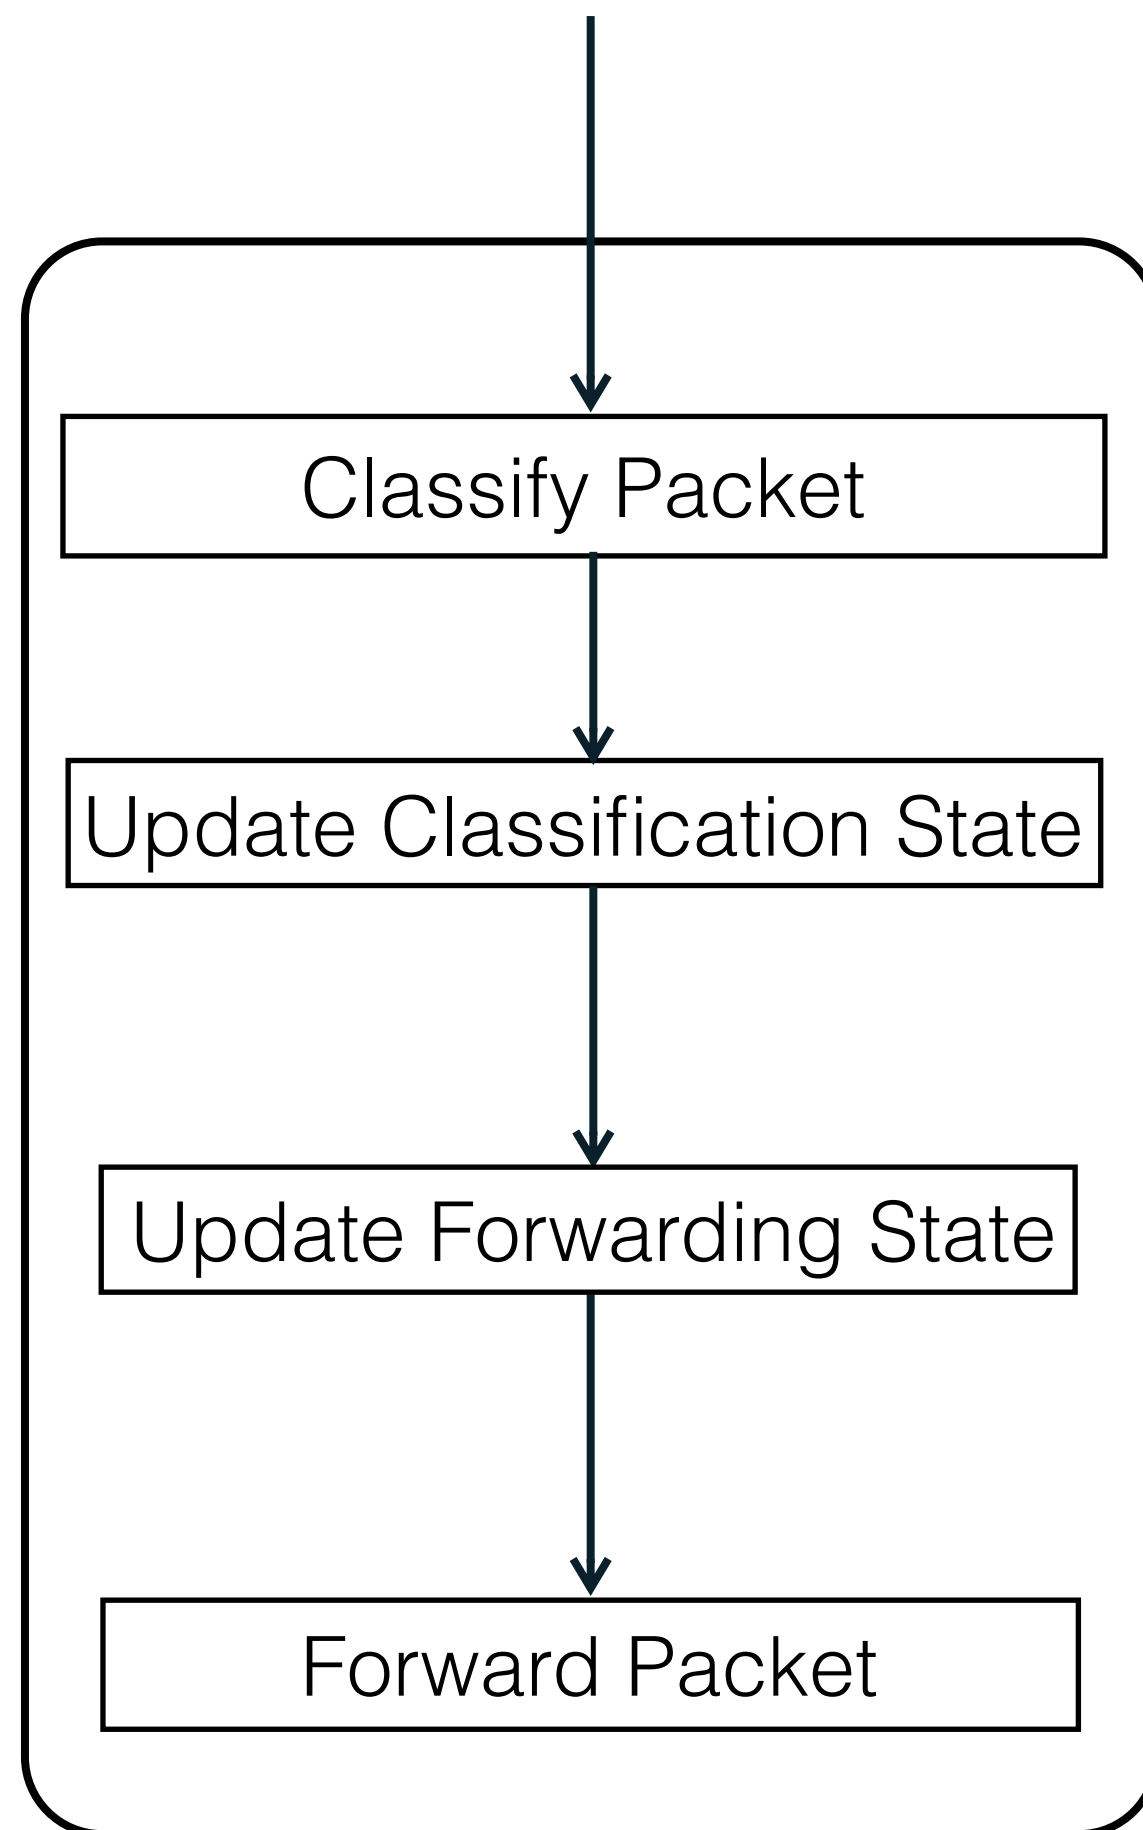 Classify Packet
Update Classification State
Update Forwarding State
Forward Packet